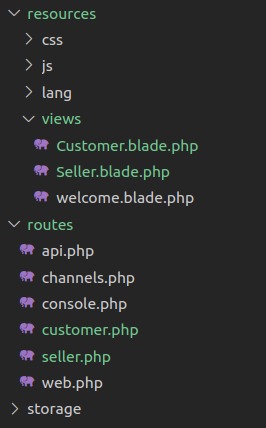 resources
css
js
lang
views
Customer.blade.php
Seller.blade.php
welcome.blade.php
routes
api.php
channels.php
console.php
customer.php
seller.php
web.php
storage